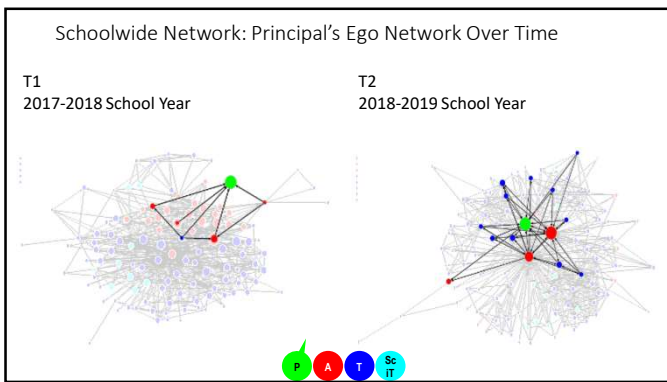 Schoolwide Network: Principal's Ego Network Over Time
T1
2017-2018 School Year
T2
2018-2019 School Year
P
A
T
Sc
iT